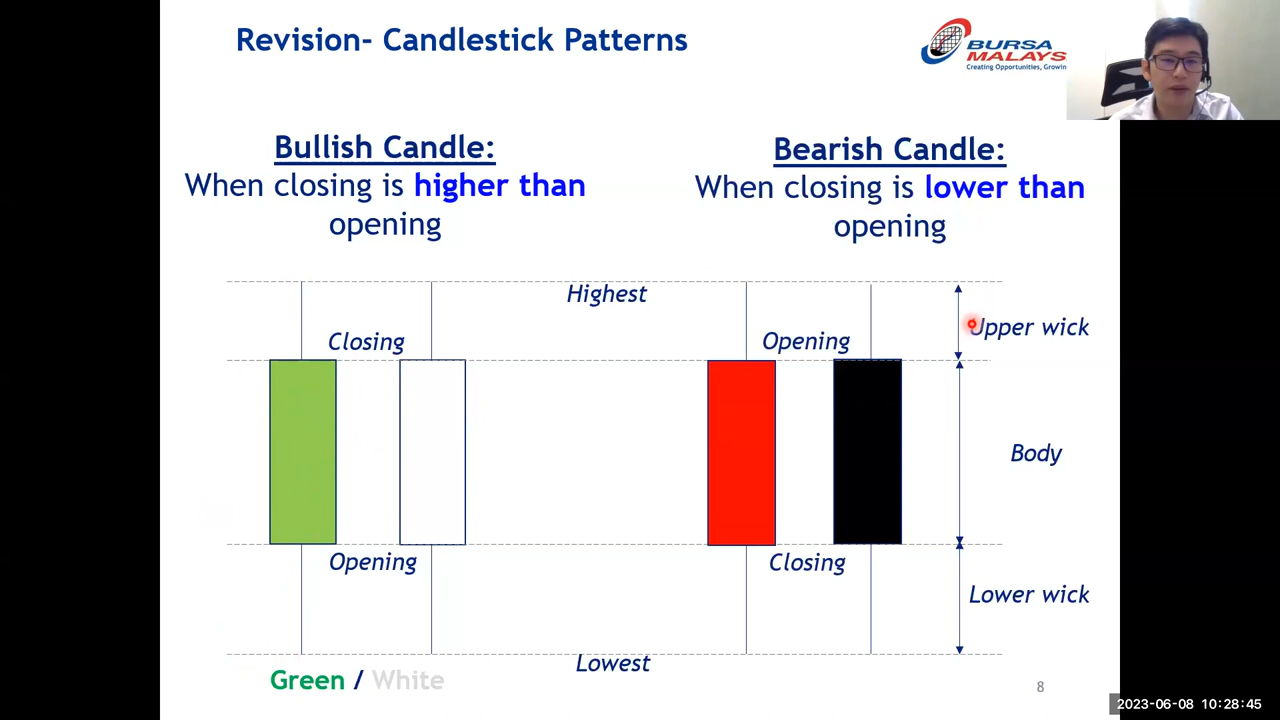 Revision- Candlestick Patterns
BURSA
MALAYS
Creating Opportunities, Growin
Bullish Candle:
When closing is higher than
opening
Bearish Candle:
When closing is lower than
opening
Highest
Closing
Opening
Upper wick
Body
Opening
Closing
Lower wick
Lowest
Green / White
8
2023-06-08 10:28:45